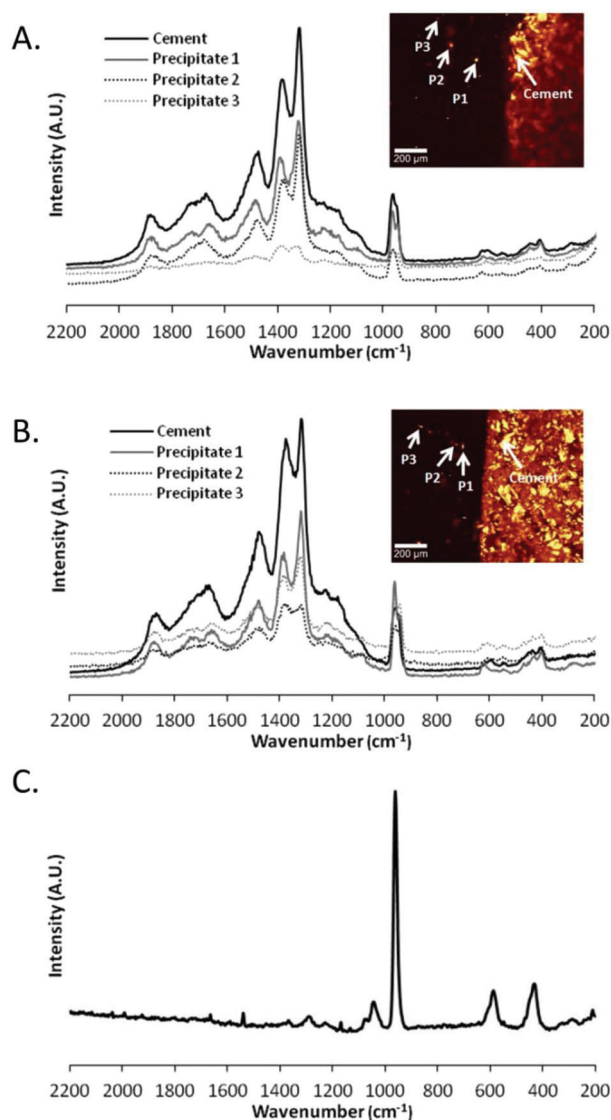 A.
Cement
Precipitate 1
Precipitate 2
Precipitate 3
P3
P2
P1
Cement
200 µm
Intensity (A.U.)
2200 2000 1800 1600 1400 1200 1000 800 600 400 200
Wavenumber (cm-1)
B.
Cement
Precipitate 1
Precipitate 2
Precipitate 3
P3
P2
P1
Cement
200 µm
Intensity (A.U.)
2200 2000 1800 1600 1400 1200 1000 800 600 400 200
Wavenumber (cm-1)
C.
Intensity (A.U.)
2200 2000 1800 1600 1400 1200 1000 800 600 400 200
Wavenumber (cm-1)